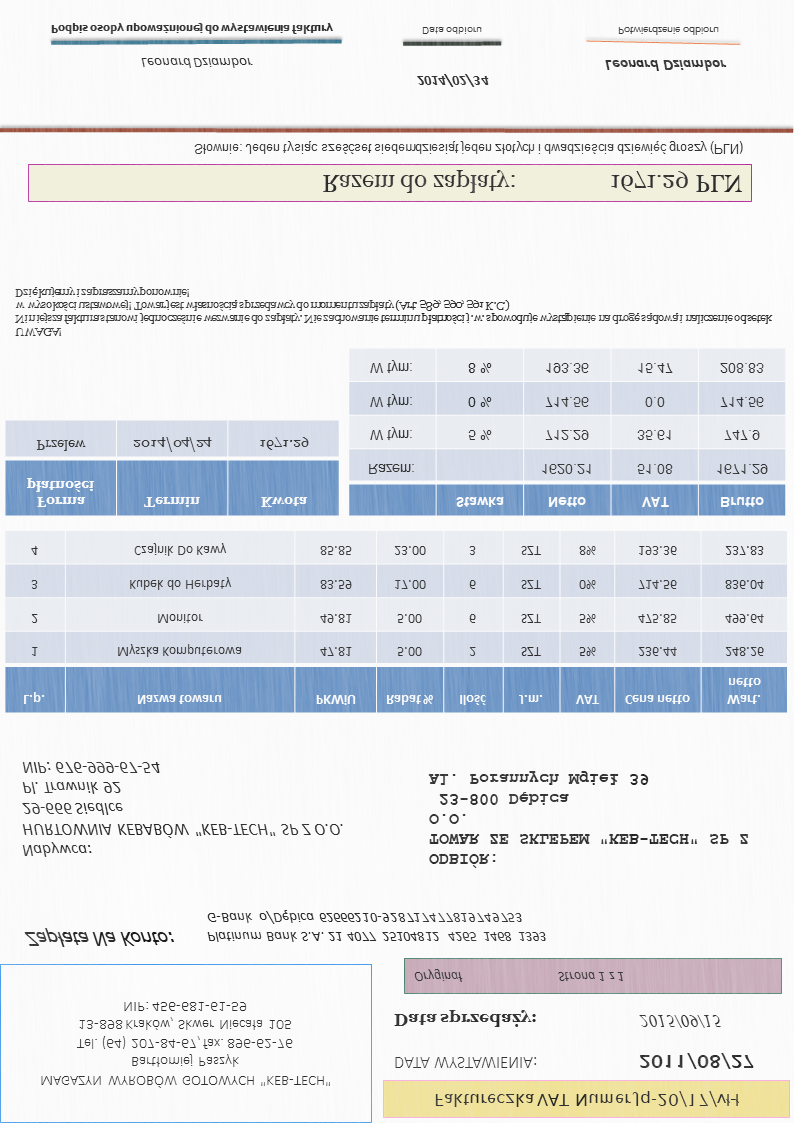 Faktureczka VAT Numer Jq-20/17/vH
MAGAZYN WYROBÓW GOTOWYCH "KEB-TECH"
Bartłomiej Paszyk
Tel. (64) 207-84-67, fax. 896-62-76
13-898 Kraków, Skwer Niecała 105
NIP: 456-681-61-59
DATA WYSTAWIENIA: 2011/08/27
Data sprzedaży: 2015/09/15
Oryginał Strona 1 z 1
Zapłata Na Konto:
Platinum Bank S.A. 21 4077 25104812 4265 1468 1393
G-Bank o/Dębica 62666210-928717477819749753
Nabywca:
HURTOWNIA KEBABÓW "KEB-TECH" SP Z O.O.
29-666 Siedlce
Pl. Trawnik 92
NIP: 676-999-67-54
ODBIÓR:
TOWAR ZE SKLEPEM "KEB-TECH" SP Z
O.O.
23-800 Dębica
Al. Porannych Mgieł 39
L.p. Nazwa towaru PKWiU Rabat % Ilość J.m. VAT Cena netto Wart. netto
1 Myszka Komputerowa 47.81 5.00 2 SZT 5% 236.44 248.26
2 Monitor 49.81 5.00 6 SZT 5% 475.85 499.64
3 Kubek do Herbaty 83.59 17.00 6 SZT 0% 714.56 836.04
4 Czajnik Do Kawy 85.85 23.00 3 SZT 8% 193.36 237.83
Forma płatności Termin Kwota
Przelew 2014/04/24 1671.29
Stawka Netto VAT Brutto
Razem: 1620.21 51.08 1671.29
W tym: 5 % 712.29 35.61 747.9
W tym: 0 % 714.56 0.0 714.56
W tym: 8 % 193.36 15.47 208.83
UWAGA!
Niniejsza faktura stanowi jednocześnie wezwanie do zapłaty. Nie zachowanie terminu płatności j.w. spowoduje wystąpienie na drogę sądową i naliczenie odsetek
w wysokości ustawowej! Towar jest własnością sprzedawcy do momentu zapłaty (Art. 589, 590, 591 K.C.)
Dziękujemy i zapraszamy ponownie!
Razem do zapłaty: 1671.29 PLN
Słownie: Jeden tysiąc sześćset siedemdziesiąt jeden złotych i dwadzieścia dziewięć groszy (PLN)
Leonard Dziambor
2014/02/34
Leonard Dziambor
Podpis osoby upoważnionej do wystawienia faktury
Data odbioru
Potwierdzenie odbioru